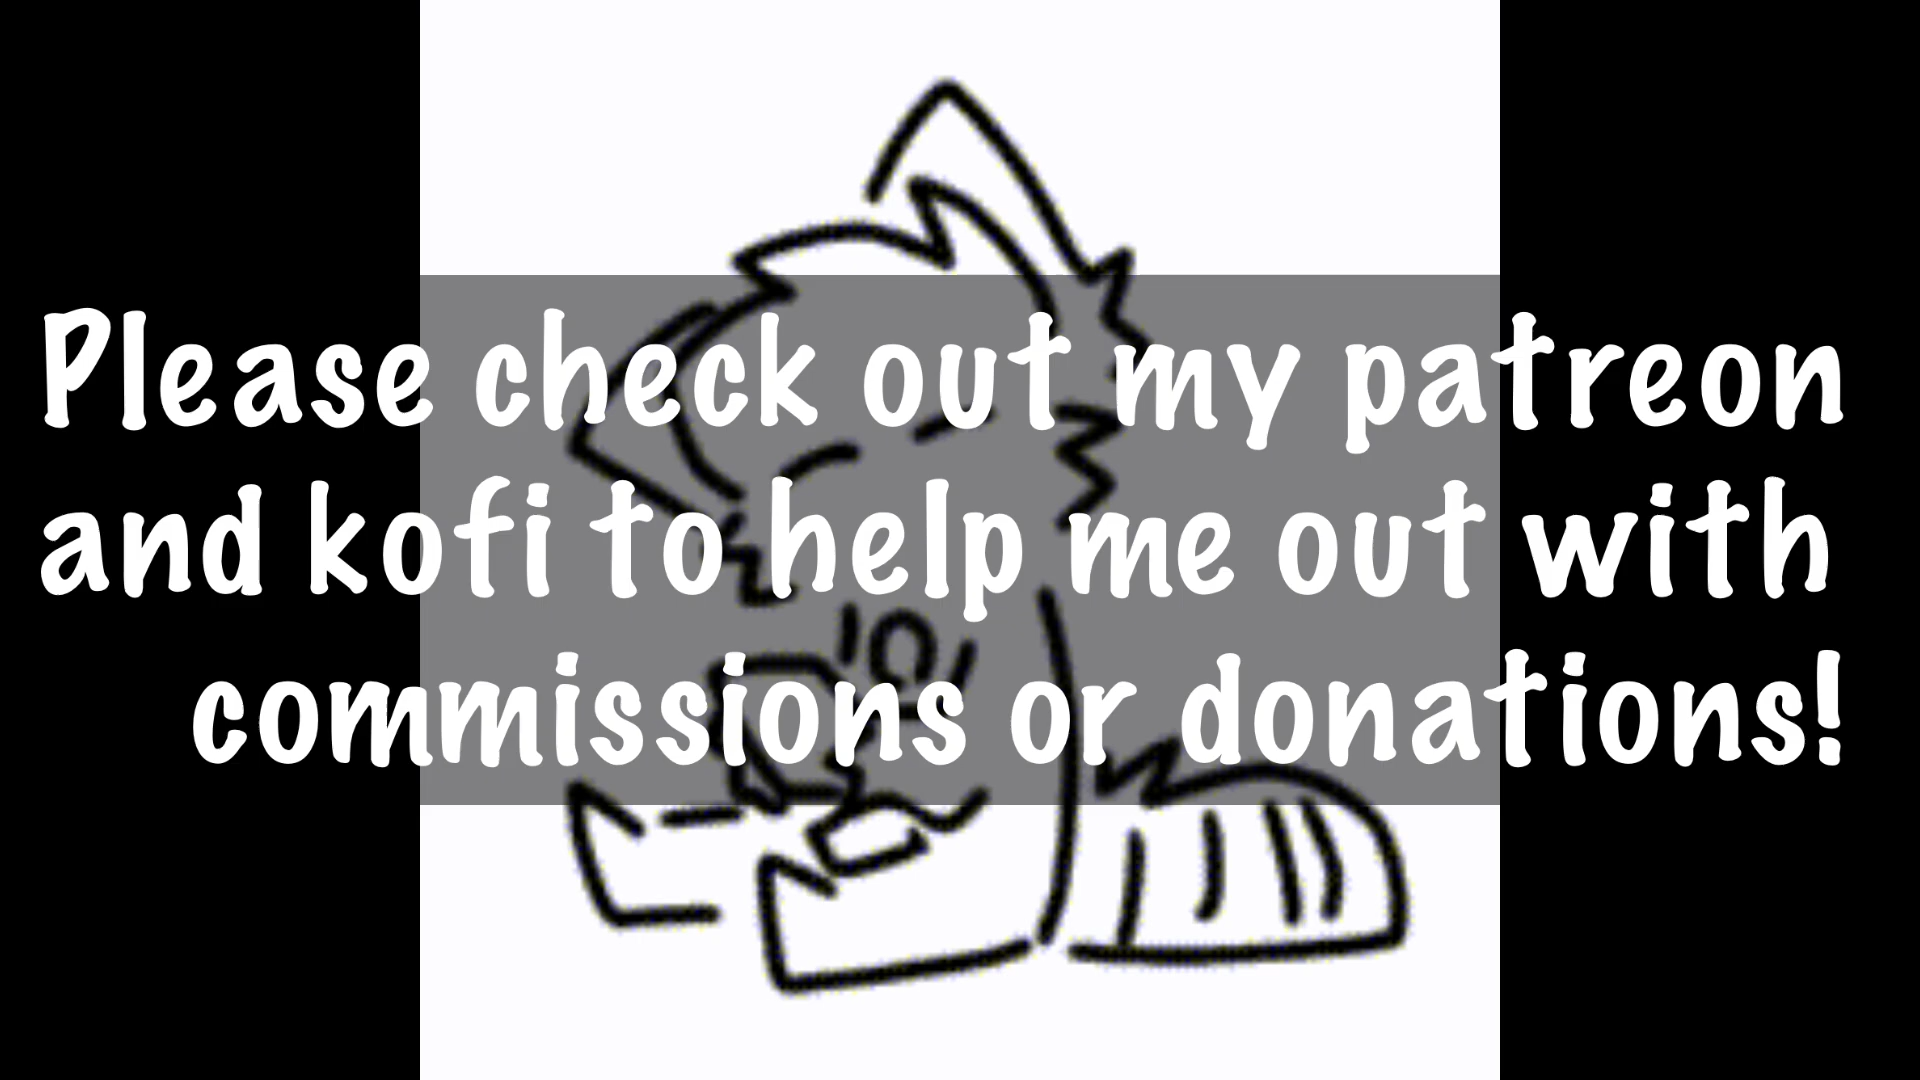 Please check out my patreon
and kofi to help me out with
commissions or donations!